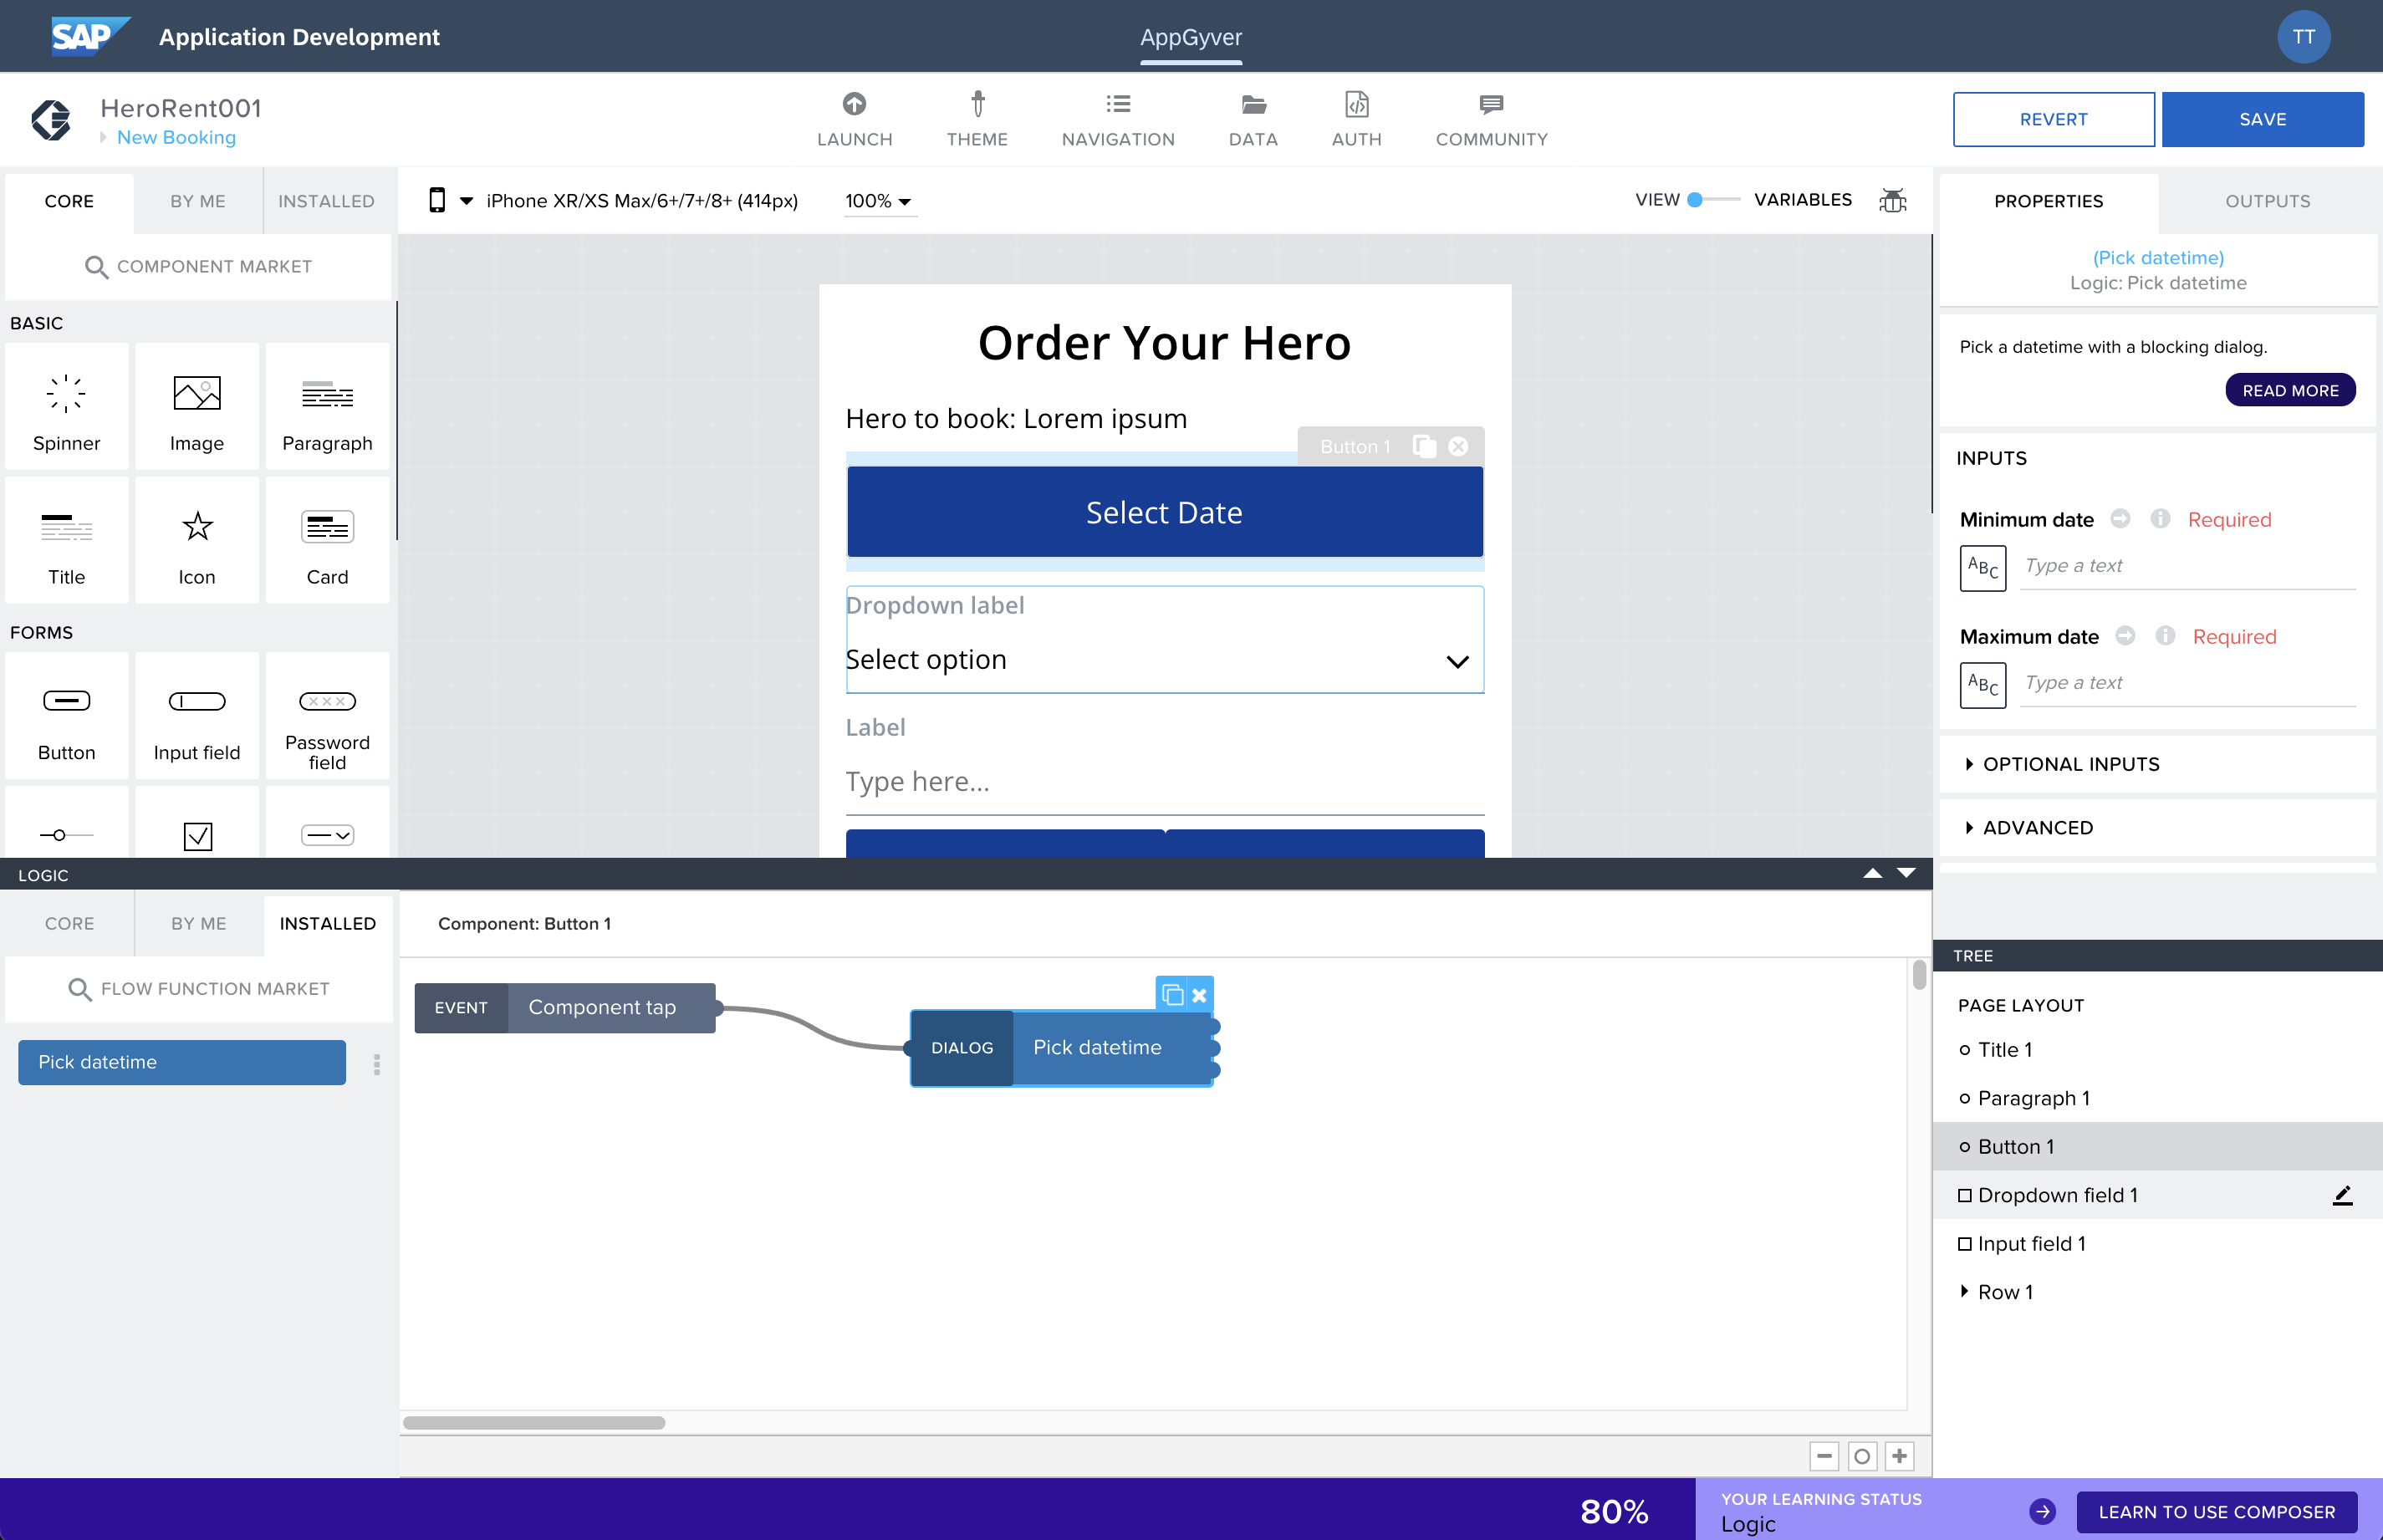 SAP Application Development
AppGyver
TT
HeroRent001
New Booking
LAUNCH
THEME
NAVIGATION
DATA
AUTH
COMMUNITY
REVERT
SAVE
CORE
BY ME
INSTALLED
COMPONENT MARKET
BASIC
Spinner
Image
Paragraph
Title
Icon
Card
FORMS
Button
Input field
Password
field
iPhone XR/XS Max/6+/7+/8+ (414px)
100%
VIEW
VARIABLES
Order Your Hero
Hero to book: Lorem ipsum
Button 1
Select Date
Dropdown label
Select option
Label
Type here...
PROPERTIES
OUTPUTS
(Pick datetime)
Logic: Pick datetime
Pick a datetime with a blocking dialog.
READ MORE
INPUTS
Minimum date
Required
ABC
Type a text
Maximum date
Required
ABC
Type a text
OPTIONAL INPUTS
ADVANCED
LOGIC
CORE
BY ME
INSTALLED
FLOW FUNCTION MARKET
Pick datetime
Component: Button 1
EVENT
Component tap
DIALOG
Pick datetime
TREE
PAGE LAYOUT
Title 1
Paragraph 1
Button 1
Dropdown field 1
Input field 1
Row 1
80%
YOUR LEARNING STATUS
Logic
LEARN TO USE COMPOSER